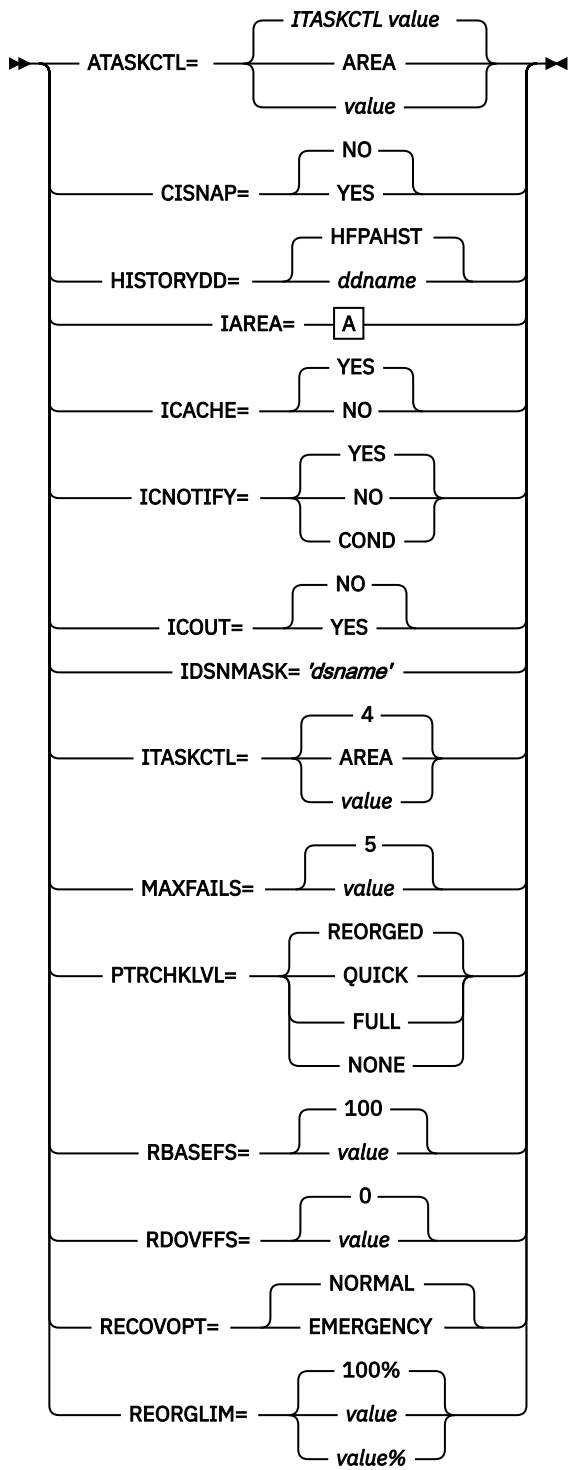 ITASKCTL value
ATASKCTL= AREA
value
NO
CISNAP= YES
HFPAHST
HISTORYDD= ddname
IAREA= A
YES
ICACHE= NO
YES
ICNOTIFY= NO
COND
NO
ICOUT= YES
IDSNMASK= 'dsname'
4
ITASKCTL= AREA
value
5
MAXFAILS= value
REORGED
PTRCHKLVL= QUICK
FULL
NONE
100
RBASEFS= value
0
RDOVFFS= value
NORMAL
RECOVOPT= EMERGENCY
100%
REORGLIM= value
value%